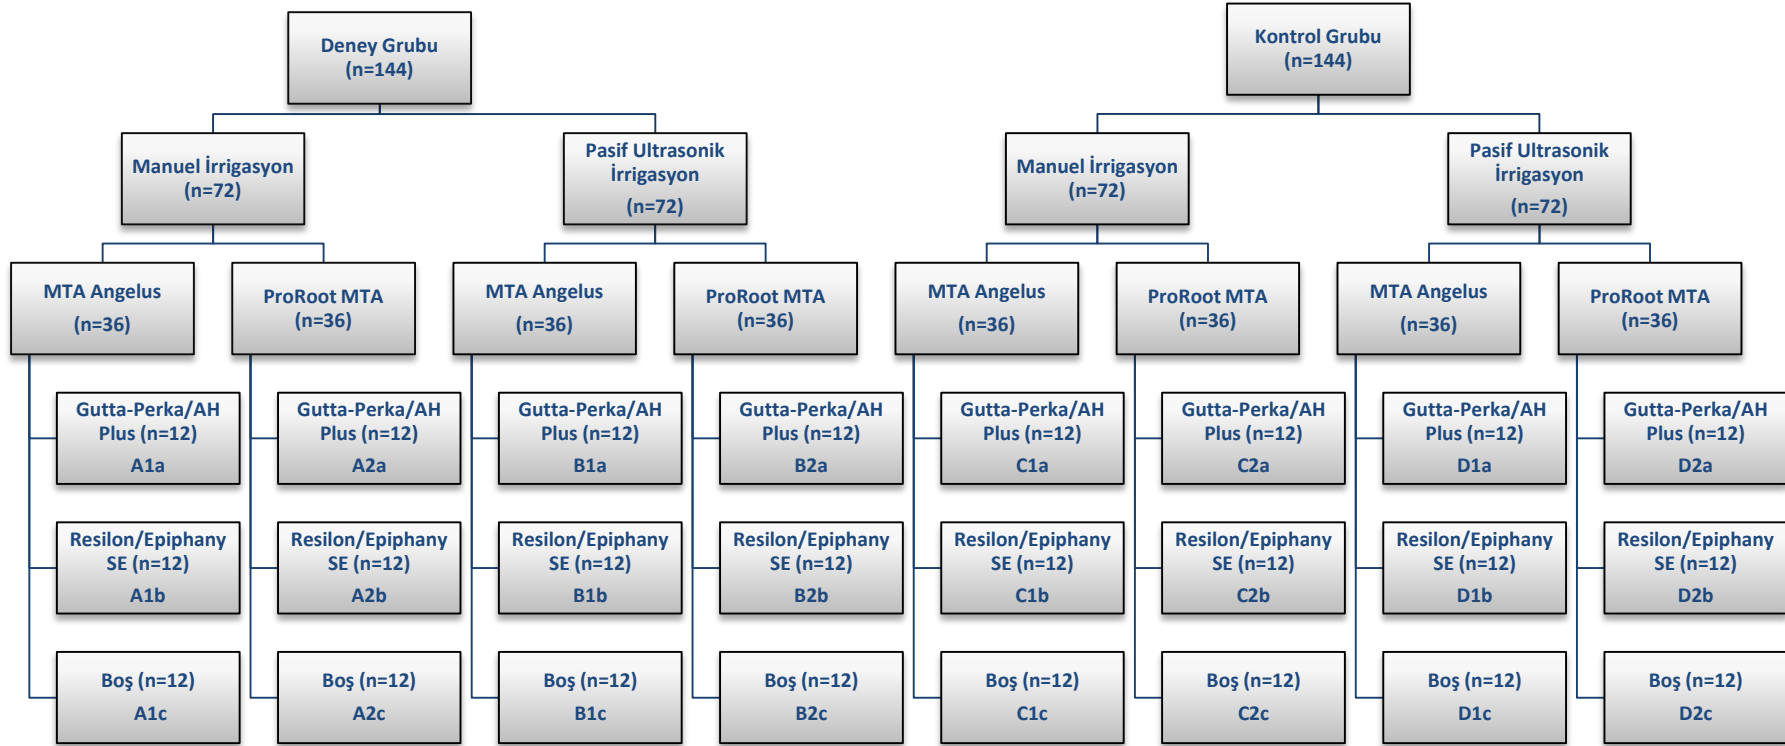 Deney Grubu
(n=144)
Kontrol Grubu
(n=144)
Manuel İrrigasyon
(n=72)
Pasif Ultrasonik
İrrigasyon
(n=72)
Manuel İrrigasyon
(n=72)
Pasif Ultrasonik
İrrigasyon
(n=72)
MTA Angelus
(n=36)
ProRoot MTA
(n=36)
MTA Angelus
(n=36)
ProRoot MTA
(n=36)
MTA Angelus
(n=36)
ProRoot MTA
(n=36)
MTA Angelus
(n=36)
ProRoot MTA
(n=36)
Gutta-Perka/AH
Plus (n=12)
A1a
Gutta-Perka/AH
Plus (n=12)
A2a
Gutta-Perka/AH
Plus (n=12)
B1a
Gutta-Perka/AH
Plus (n=12)
B2a
Gutta-Perka/AH
Plus (n=12)
C1a
Gutta-Perka/AH
Plus (n=12)
C2a
Gutta-Perka/AH
Plus (n=12)
D1a
Gutta-Perka/AH
Plus (n=12)
D2a
Resilon/Epiphany
SE (n=12)
A1b
Resilon/Epiphany
SE (n=12)
A2b
Resilon/Epiphany
SE (n=12)
B1b
Resilon/Epiphany
SE (n=12)
B2b
Resilon/Epiphany
SE (n=12)
C1b
Resilon/Epiphany
SE (n=12)
C2b
Resilon/Epiphany
SE (n=12)
D1b
Resilon/Epiphany
SE (n=12)
D2b
Boş (n=12)
A1c
Boş (n=12)
A2c
Boş (n=12)
B1c
Boş (n=12)
B2c
Boş (n=12)
C1c
Boş (n=12)
C2c
Boş (n=12)
D1c
Boş (n=12)
D2c